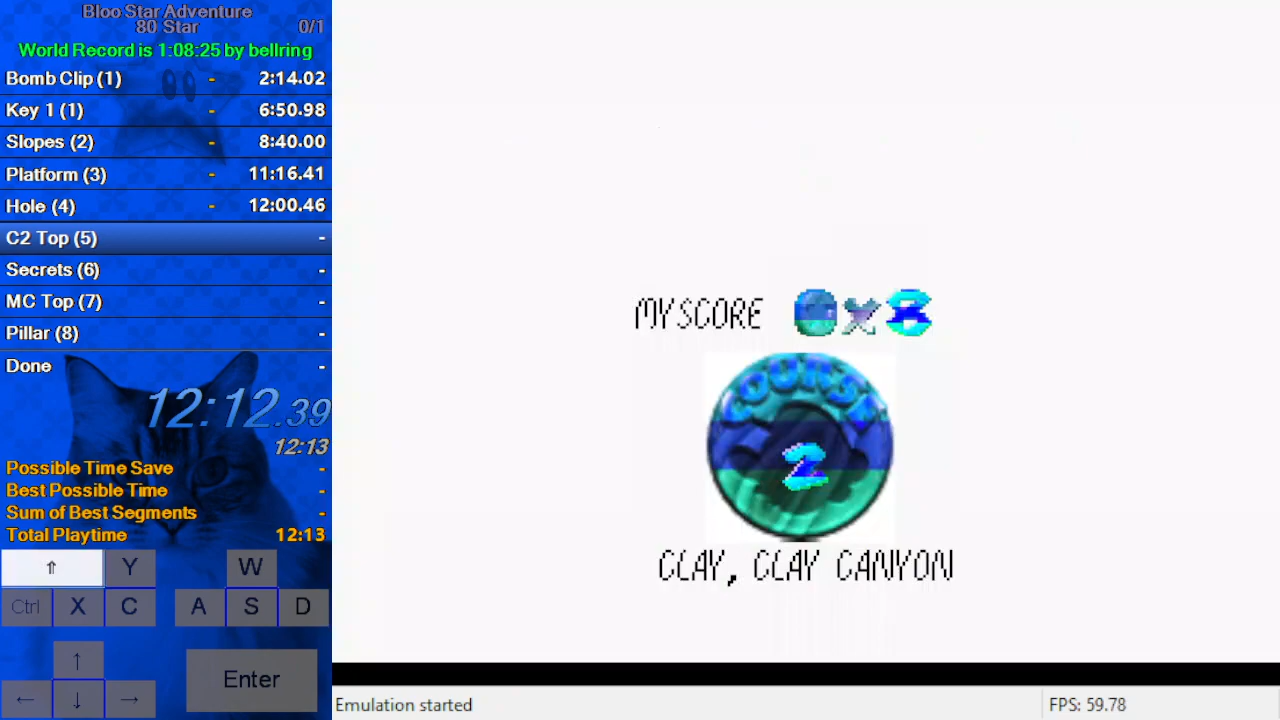 Bloo Star Adventure
80 Star 0/1
World Record is 1:08:25 by bellring
Bomb Clip (1) - 2:14.02
Key 1 (1) - 6:50.98
Slopes (2) - 8:40.00
Platform (3) - 11:16.41
Hole (4) - 12:00.46
C2 Top (5) -
Secrets (6) -
MC Top (7) -
Pillar (8) -
Done -
12:12.39
12:13
Possible Time Save -
Best Possible Time -
Sum of Best Segments -
Total Playtime 12:13
⇑ Y W
Ctrl X C A S D
↑
← ↓ → Enter
MY SCORE x 8
COURSE
2
CLAY, CLAY CANYON
Emulation started FPS: 59.78